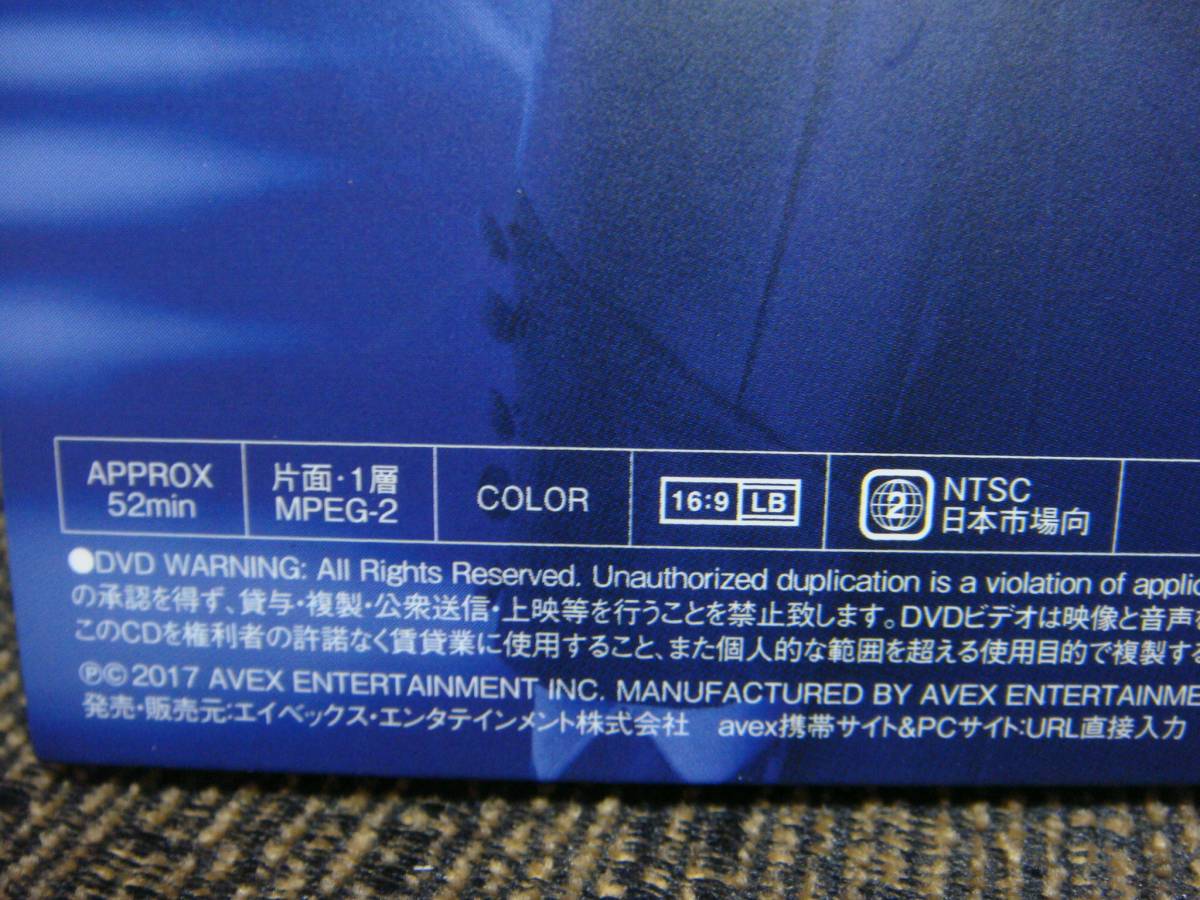 APPROX
52min
片面・1層
MPEG-2
COLOR
16:9 LB
2
NTSC
日本市場向
●DVD WARNING: All Rights Reserved. Unauthorized duplication is a violation of applic
の承認を得ず、貸与・複製・公衆送信・上映等を行うことを禁止致します。DVDビデオは映像と音声を
このCDを権利者の許諾なく賃貸業に使用すること、また個人的な範囲を超える使用目的で複製する
℗© 2017 AVEX ENTERTAINMENT INC. MANUFACTURED BY AVEX ENTERTAINME
発売・販売元:エイベックス・エンタテインメント株式会社 avex携帯サイト&PCサイト:URL直接入力